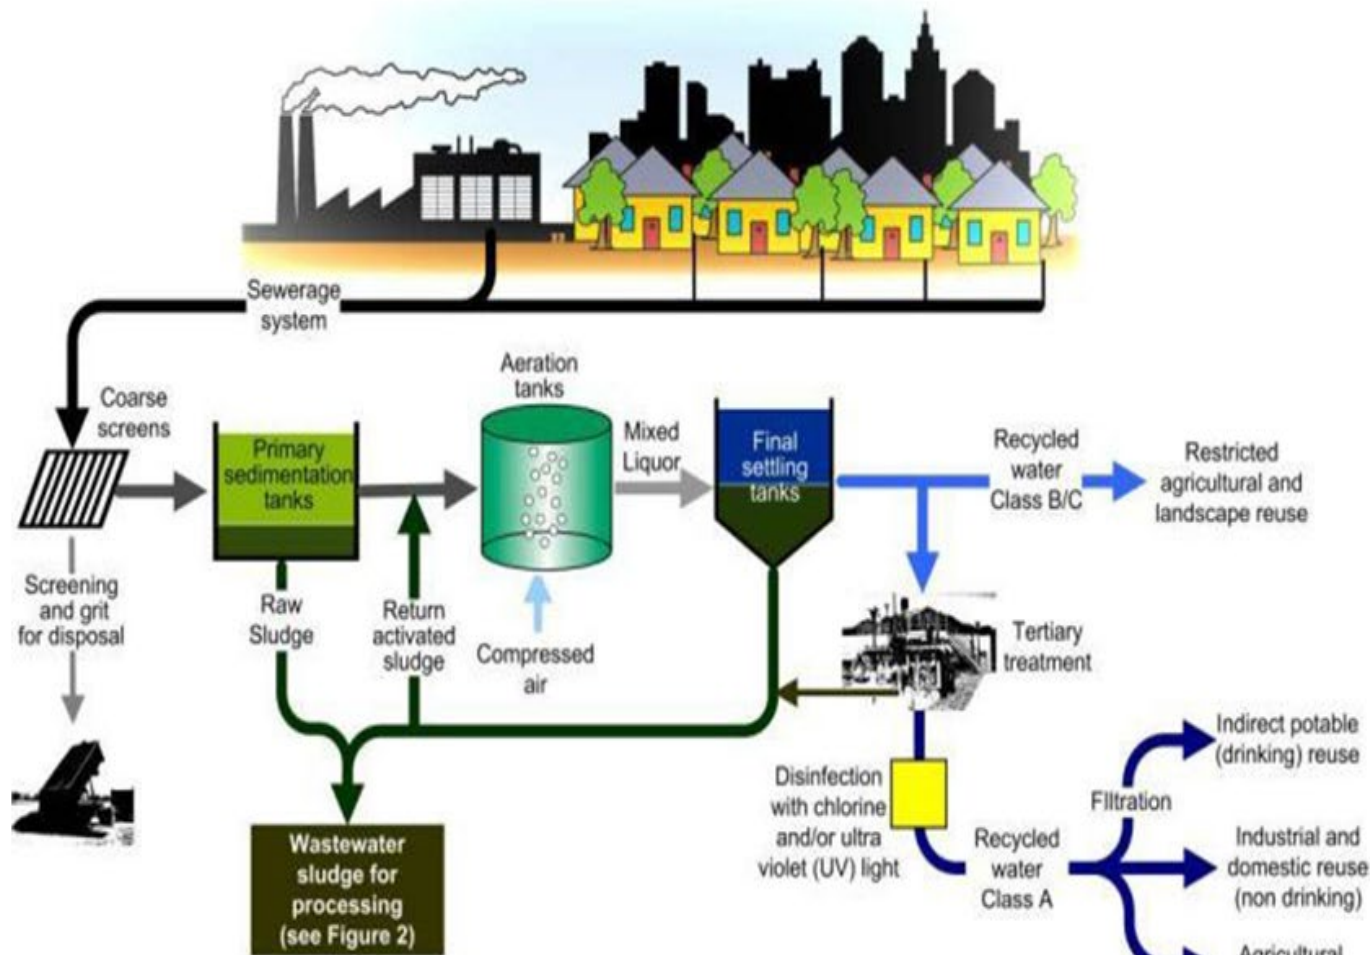 Sewerage
system
Coarse
screens
Primary
sedimentation
tanks
Aeration
tanks
Mixed
Liquor
Final
settling
tanks
Recycled
water
Class B/C
Restricted
agricultural and
landscape reuse
Screening
and grit
for disposal
Raw
Sludge
Return
activated
sludge
Compressed
air
Tertiary
treatment
Wastewater
sludge for
processing
(see Figure 2)
Disinfection
with chlorine
and/or ultra
violet (UV) light
Recycled
water
Class A
FIltration
Indirect potable
(drinking) reuse
Industrial and
domestic reuse
(non drinking)
Agricultural